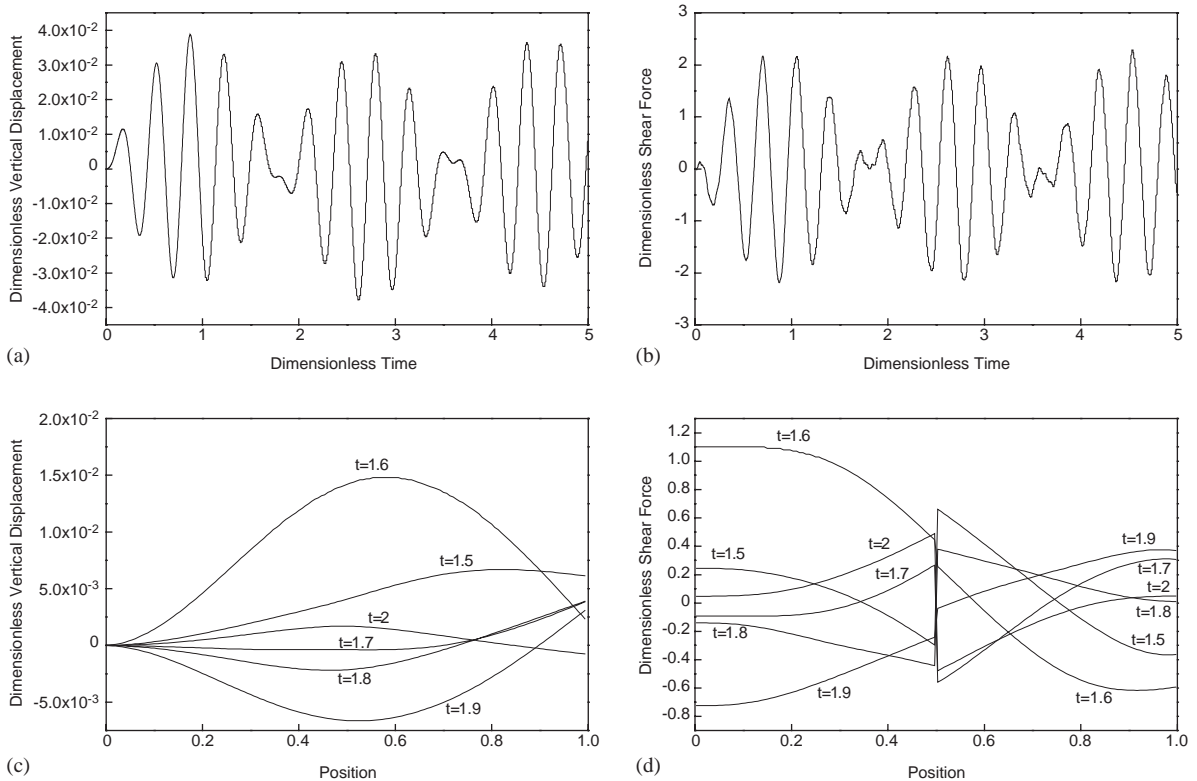 4.0x10-2
3.0x10-2
2.0x10-2
1.0x10-2
0
-1.0x10-2
-2.0x10-2
-3.0x10-2
-4.0x10-2
Dimensionless Vertical Displacement
0 1 2 3 4 5
Dimensionless Time
(a)
3
2
1
0
-1
-2
-3
Dimensionless Shear Force
0 1 2 3 4 5
Dimensionless Time
(b)
2.0x10-2
1.5x10-2
1.0x10-2
5.0x10-3
0
-5.0x10-3
Dimensionless Vertical Displacement
t=1.6
t=1.5
t=2
t=1.7
t=1.8
t=1.9
0 0.2 0.4 0.6 0.8 1.0
Position
(c)
1.2
1.0
0.8
0.6
0.4
0.2
0
-0.2
-0.4
-0.6
-0.8
Dimensionless Shear Force
t=1.6
t=1.5
t=2
t=1.7
t=1.8
t=1.9
t=1.9
t=1.7
t=2
t=1.8
t=1.5
t=1.6
0 0.2 0.4 0.6 0.8 1.0
Position
(d)